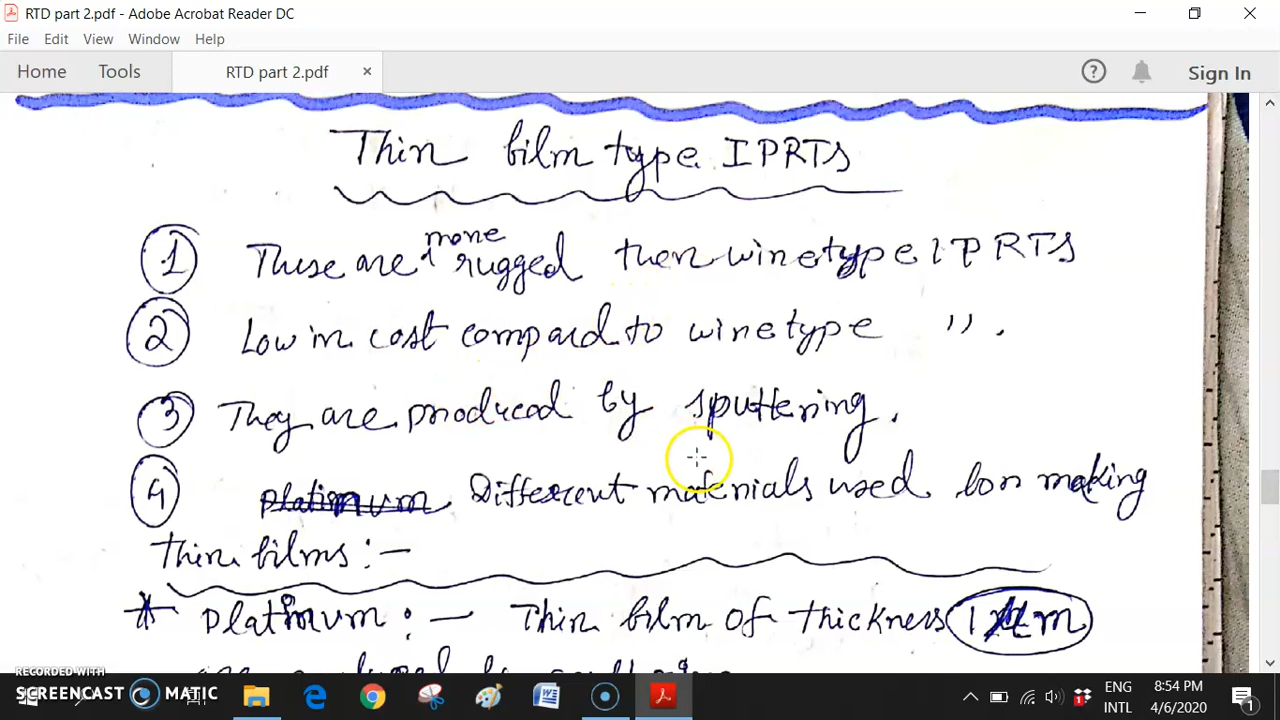 RTD part 2.pdf - Adobe Acrobat Reader DC
File Edit View Window Help
Home Tools RTD part 2.pdf × ? Sign In
Thin film type IPRTS
more
1 These are rugged then wire type IPRTS
2 Low in cost compard to wire type " .
3 They are produced by sputtering.
4 platinum Different materials used for making
Thin films :-
* Platinum :- Thin film of thickness 1 μm
RECORDED WITH
SCREENCAST MATIC
ENG 8:54 PM
INTL 4/6/2020 1